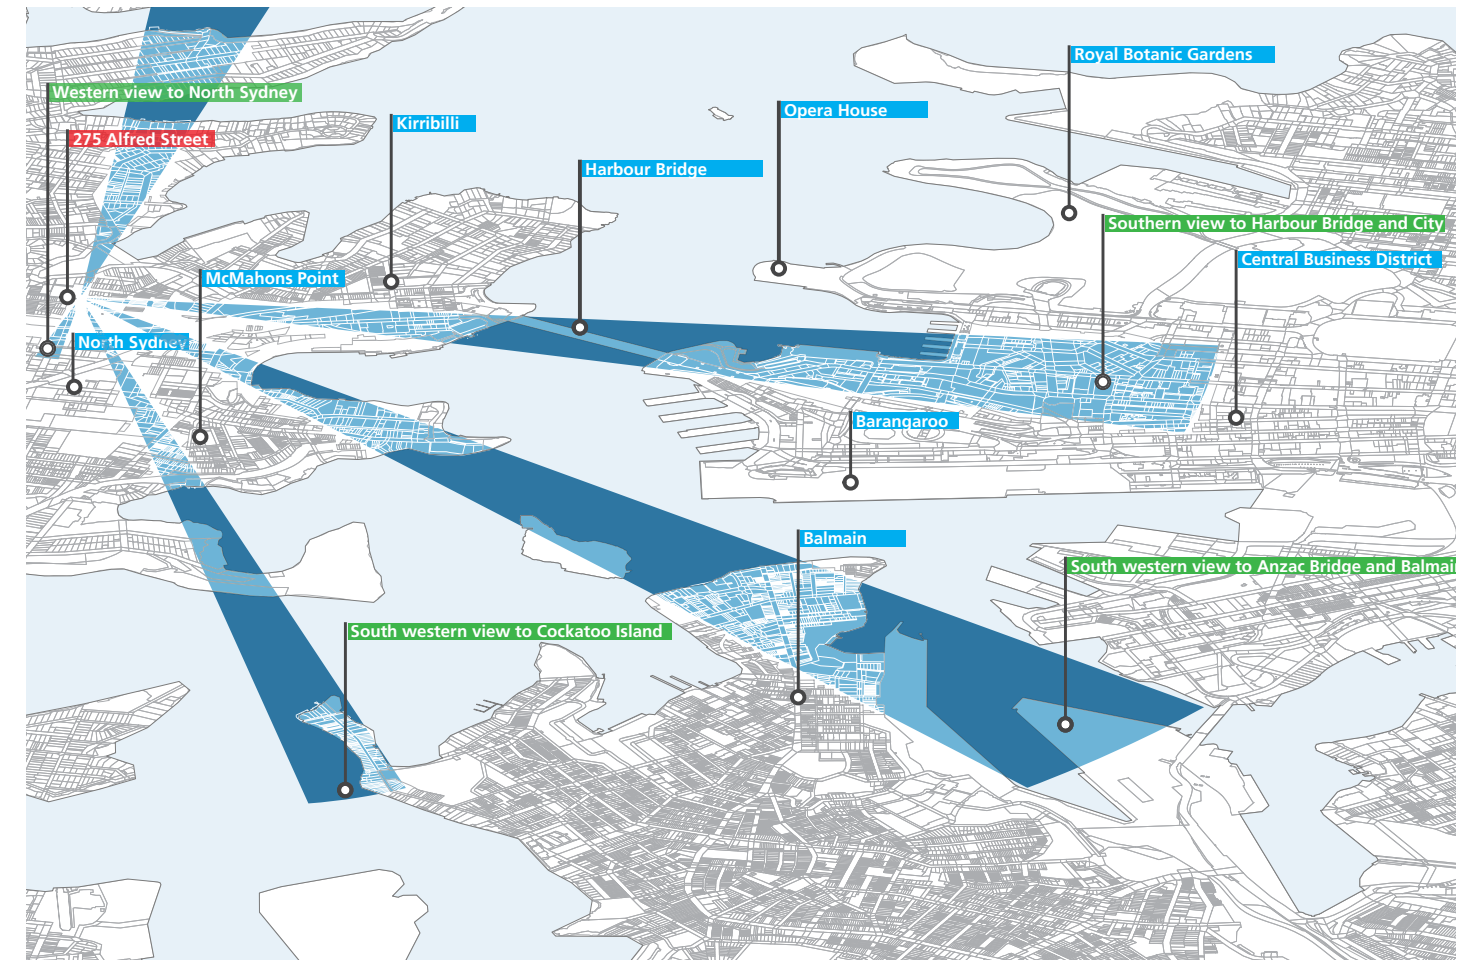 Royal Botanic Gardens
Western view to North Sydney
Opera House
Kirribilli
275 Alfred Street
Harbour Bridge
Southern view to Harbour Bridge and City
Central Business District
McMahons Point
North Sydney
Barangaroo
Balmain
South western view to Anzac Bridge and Balmain
South western view to Cockatoo Island